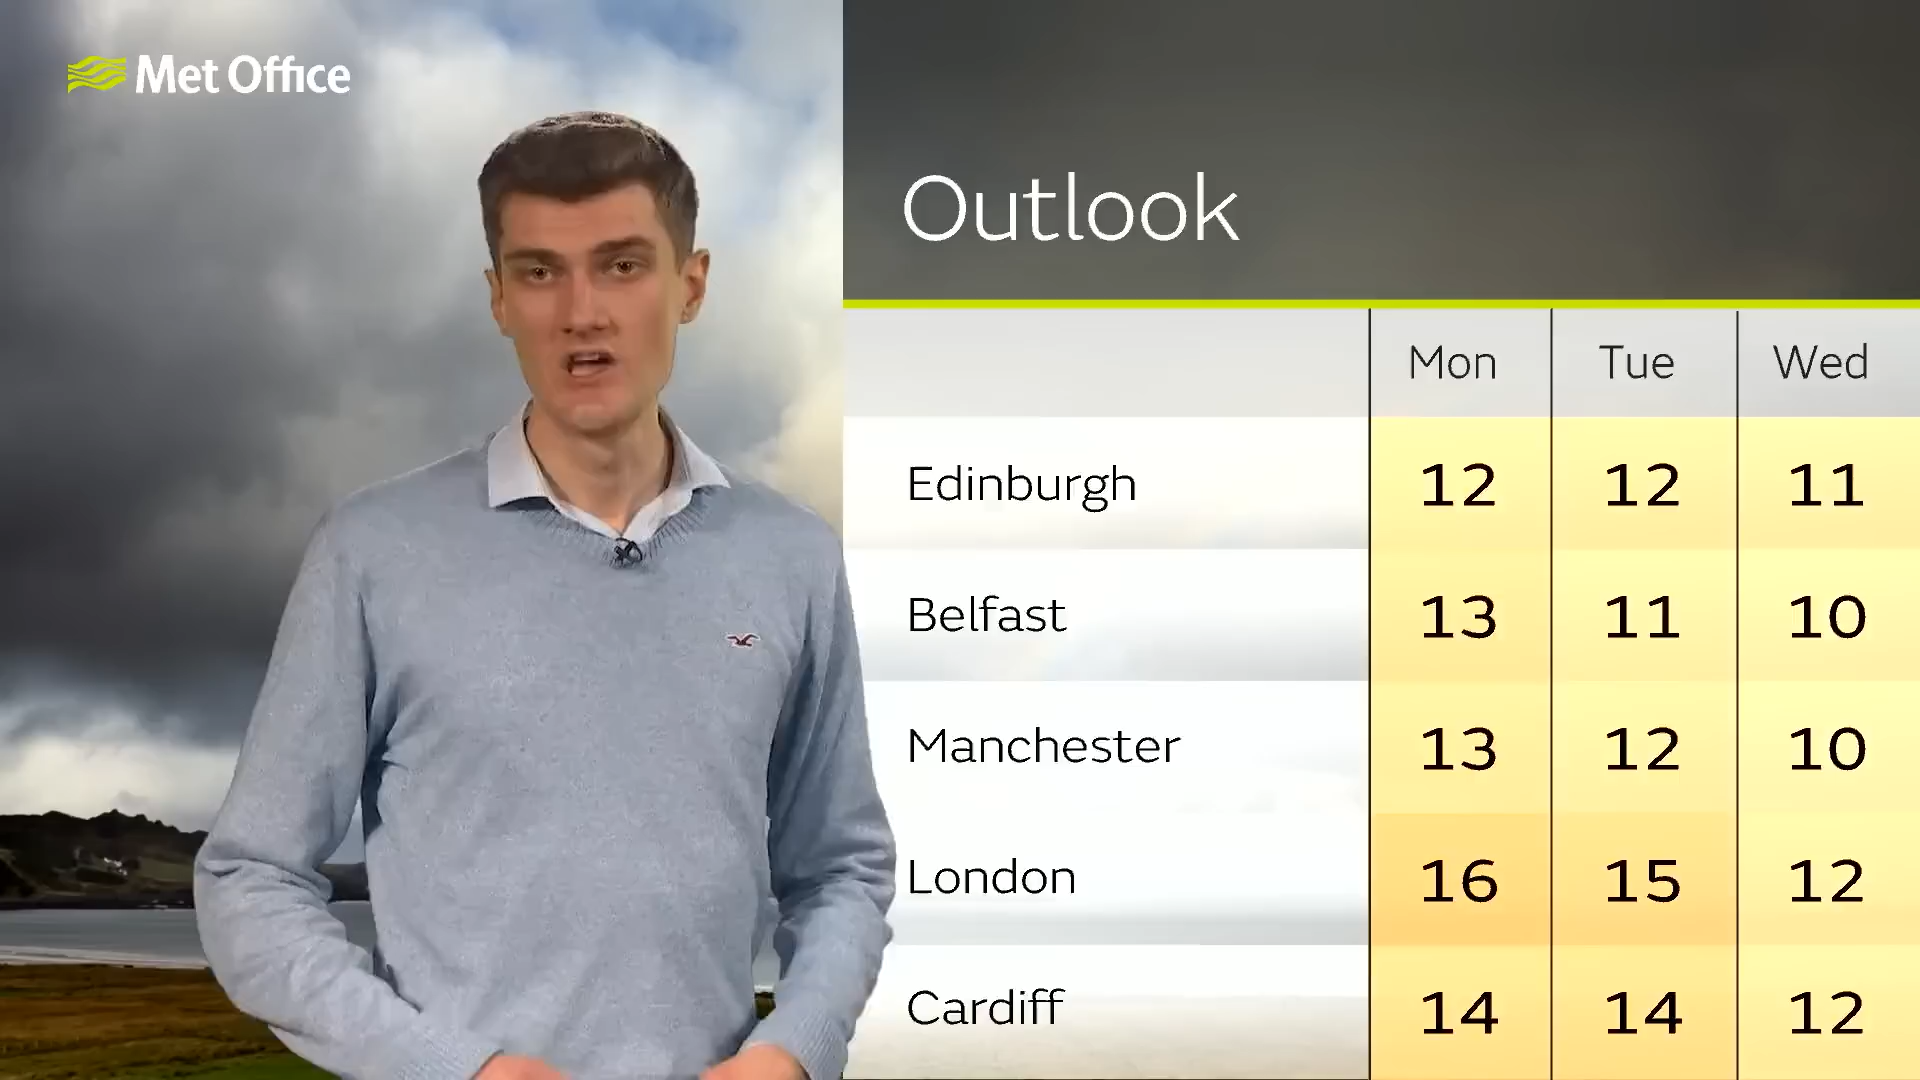 Met Office
Outlook
Mon Tue Wed
Edinburgh 12 12 11
Belfast 13 11 10
Manchester 13 12 10
London 16 15 12
Cardiff 14 14 12